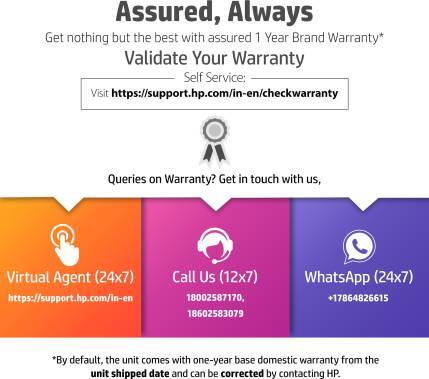 Assured, Always
Get nothing but the best with assured 1 Year Brand Warranty*
Validate Your Warranty
Self Service:
Visit https://support.hp.com/in-en/checkwarranty
Queries on Warranty? Get in touch with us,
Virtual Agent (24x7)
https://support.hp.com/in-en
Call Us (12x7)
18002587170,
18602583079
WhatsApp (24x7)
+17864826615
*By default, the unit comes with one-year base domestic warranty from the
unit shipped date and can be corrected by contacting HP.